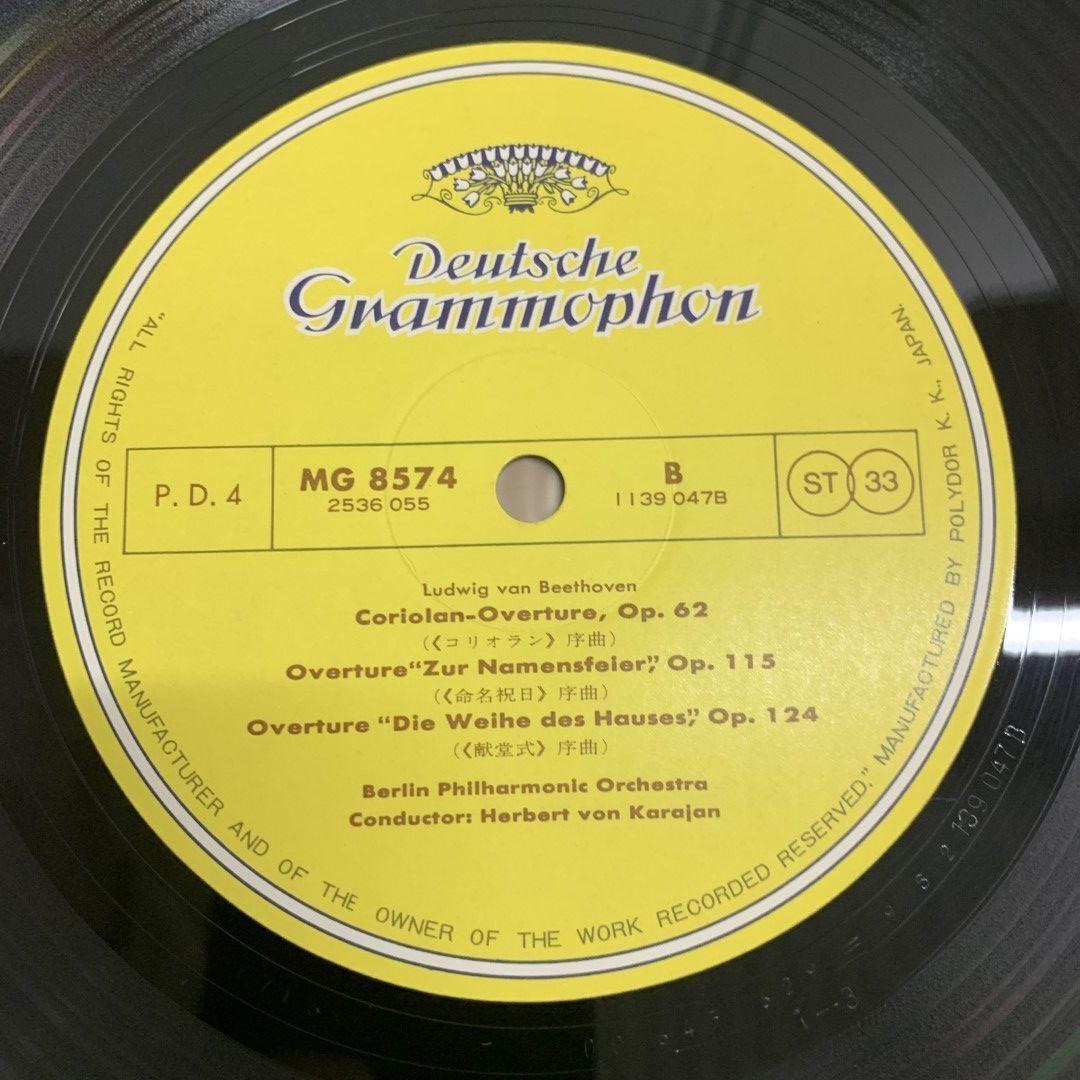 Deutsche
Grammophon
P. D. 4
MG 8574
2536 055
B
1139 047B
ST 33
Ludwig van Beethoven
Coriolan-Overture, Op. 62
(《コリオラン》序曲)
Overture“Zur Namensfeier,” Op. 115
(《命名祝日》序曲)
Overture “Die Weihe des Hauses,” Op. 124
(《献堂式》序曲)
Berlin Philharmonic Orchestra
Conductor: Herbert von Karajan
“ALL RIGHTS OF THE RECORD MANUFACTURER AND OF THE OWNER OF THE WORK RECORDED RESERVED,” MANUFACTURED BY POLYDOR K. K., JAPAN.
S 2 139 047 B